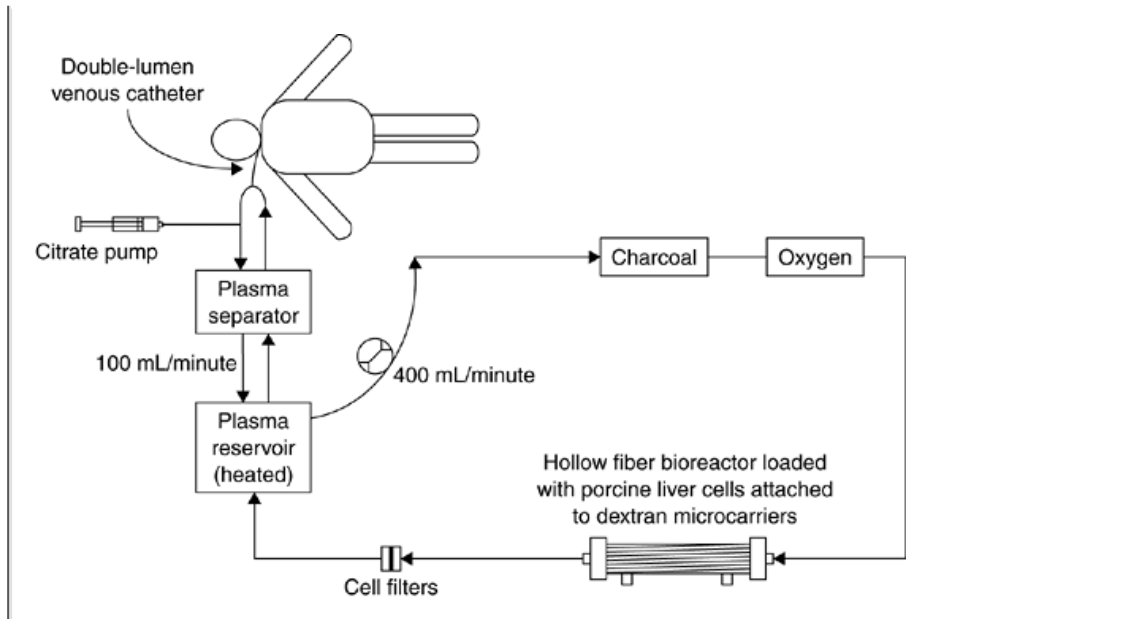 Double-lumen
venous catheter
Citrate pump
Plasma
separator
100 mL/minute
400 mL/minute
Plasma
reservoir
(heated)
Charcoal
Oxygen
Hollow fiber bioreactor loaded
with porcine liver cells attached
to dextran microcarriers
Cell filters